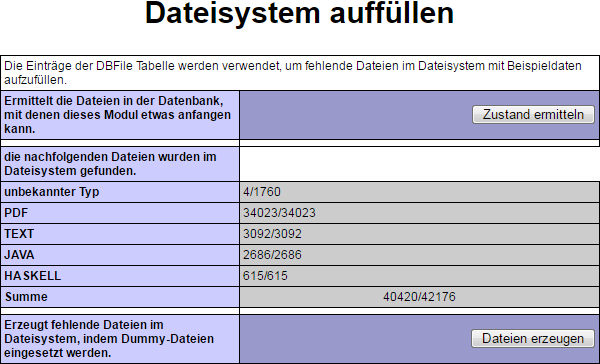 Dateisystem auffüllen
Die Einträge der DBFile Tabelle werden verwendet, um fehlende Dateien im Dateisystem mit Beispieldaten
aufzufüllen.
Ermittelt die Dateien in der Datenbank,
mit denen dieses Modul etwas anfangen
kann.
Zustand ermitteln
die nachfolgenden Dateien wurden im
Dateisystem gefunden.
unbekannter Typ 4/1760
PDF 34023/34023
TEXT 3092/3092
JAVA 2686/2686
HASKELL 615/615
Summe 40420/42176
Erzeugt fehlende Dateien im
Dateisystem, indem Dummy-Dateien
eingesetzt werden.
Dateien erzeugen